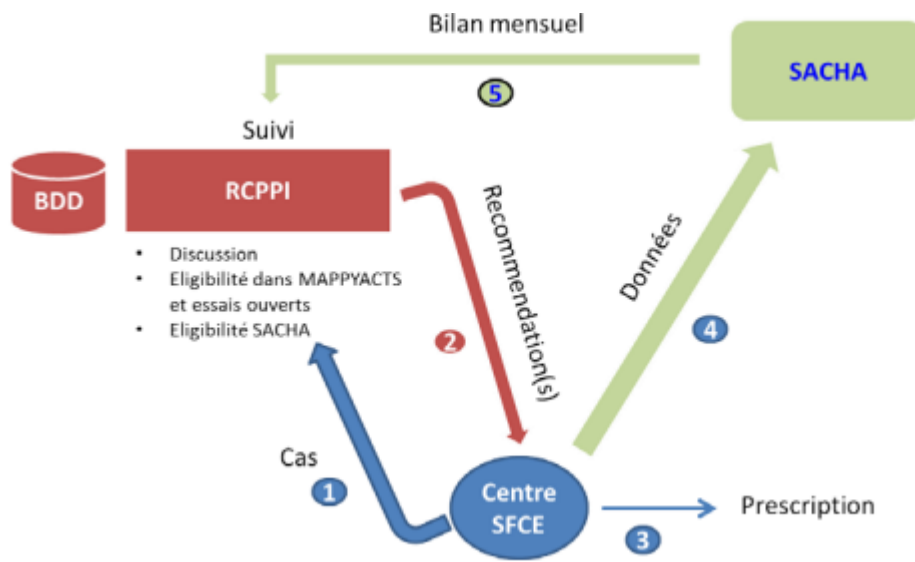 Bilan mensuel
SACHA
5
Suivi
BDD
RCPPI
Recommendation(s)
Données
• Discussion
• Eligibilité dans MAPPYACTS
et essais ouverts
• Eligibilité SACHA
2
4
Cas
1
Centre
SFCE
Prescription
3